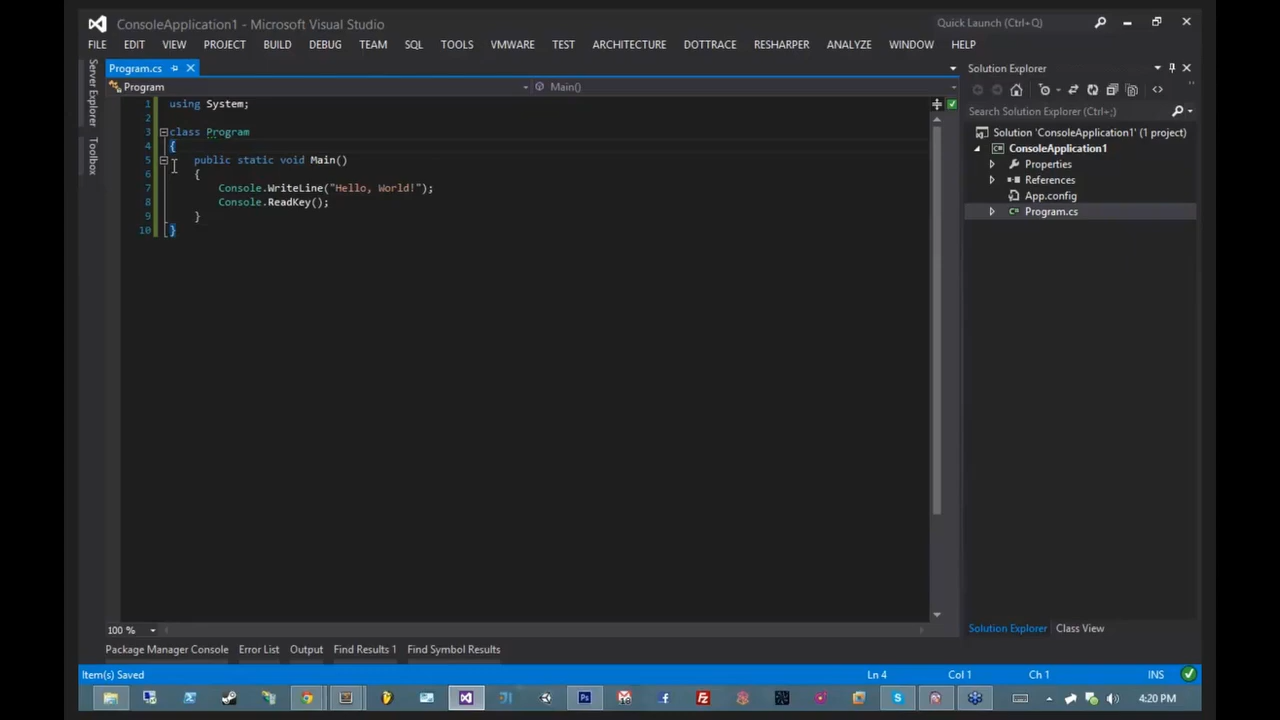 ConsoleApplication1 - Microsoft Visual Studio
Quick Launch (Ctrl+Q)
FILE EDIT VIEW PROJECT BUILD DEBUG TEAM SQL TOOLS VMWARE TEST ARCHITECTURE DOTTRACE RESHARPER ANALYZE WINDOW HELP
Server Explorer
Toolbox
Program.cs
Program
Main()
1 using System;
2
3 class Program
4 {
5 public static void Main()
6 {
7 Console.WriteLine("Hello, World!");
8 Console.ReadKey();
9 }
10 }
100 %
Solution Explorer
Search Solution Explorer (Ctrl+;)
Solution 'ConsoleApplication1' (1 project)
ConsoleApplication1
Properties
References
App.config
Program.cs
Solution Explorer Class View
Package Manager Console Error List Output Find Results 1 Find Symbol Results
Item(s) Saved Ln 4 Col 1 Ch 1 INS
4:20 PM